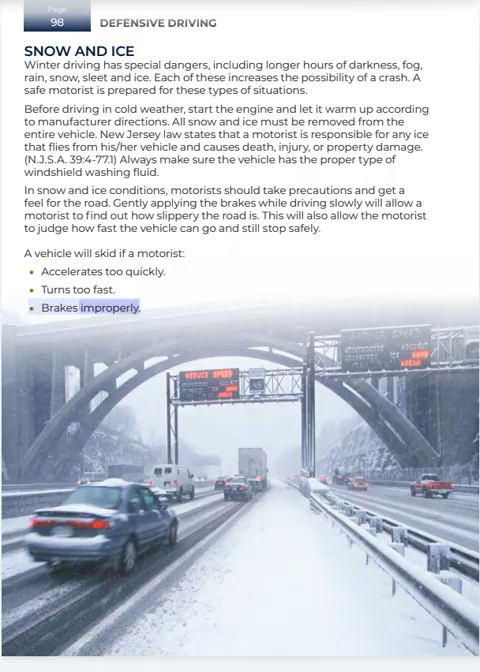 Page
98
DEFENSIVE DRIVING
SNOW AND ICE
Winter driving has special dangers, including longer hours of darkness, fog,
rain, snow, sleet and ice. Each of these increases the possibility of a crash. A
safe motorist is prepared for these types of situations.
Before driving in cold weather, start the engine and let it warm up according
to manufacturer directions. All snow and ice must be removed from the
entire vehicle. New Jersey law states that a motorist is responsible for any ice
that flies from his/her vehicle and causes death, injury, or property damage.
(N.J.S.A. 39:4-77.1) Always make sure the vehicle has the proper type of
windshield washing fluid.
In snow and ice conditions, motorists should take precautions and get a
feel for the road. Gently applying the brakes while driving slowly will allow a
motorist to find out how slippery the road is. This will also allow the motorist
to judge how fast the vehicle can go and still stop safely.
A vehicle will skid if a motorist:
• Accelerates too quickly.
• Turns too fast.
• Brakes improperly.
REDUCE SPEED
45
SNOW
AHEAD